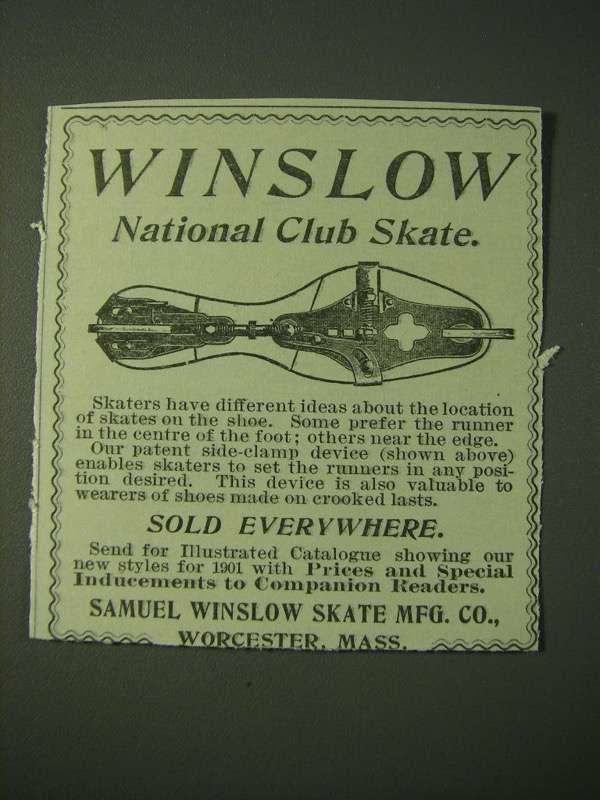 WINSLOW
National Club Skate.
Skaters have different ideas about the location
of skates on the shoe. Some prefer the runner
in the centre of the foot; others near the edge.
Our patent side-clamp device (shown above)
enables skaters to set the runners in any posi-
tion desired. This device is also valuable to
wearers of shoes made on crooked lasts.
SOLD EVERYWHERE.
Send for Illustrated Catalogue showing our
new styles for 1901 with Prices and Special
Inducements to Companion Readers.
SAMUEL WINSLOW SKATE MFG. CO.,
WORCESTER, MASS.